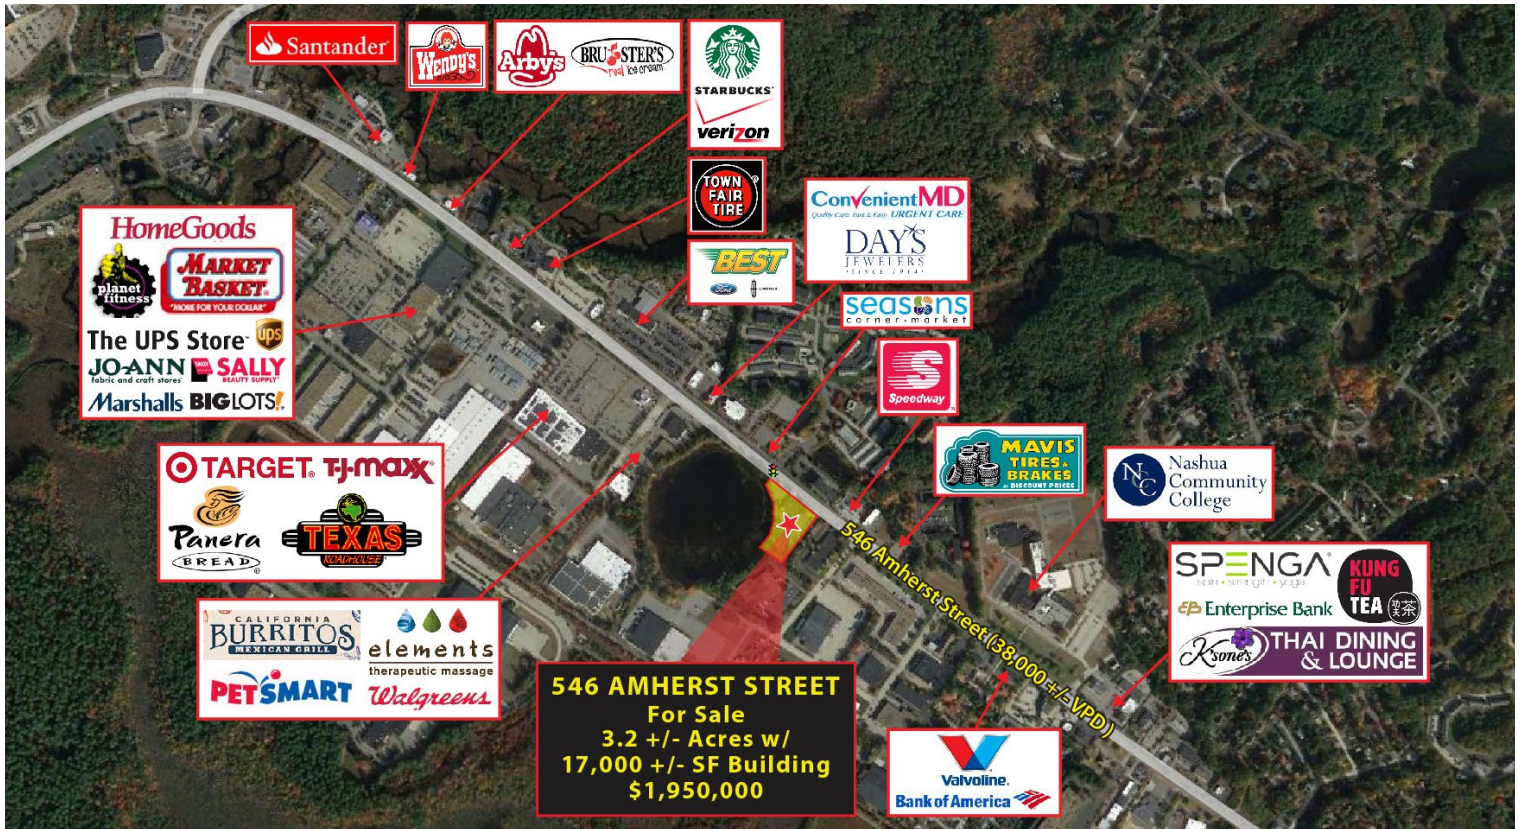 Santander
Wendy's
Arby's
BRUSTER'S
real ice cream
STARBUCKS
verizon
TOWN
FAIR
TIRE
BEST
Ford
LINCOLN
ConvenientMD
Quality Care. Fast & Easy. URGENT CARE
DAY'S
JEWELERS
SINCE 1914
seasons
corner market
Speedway
MAVIS
TIRES &
BRAKES
AT DISCOUNT PRICES
NCC
Nashua
Community
College
HomeGoods
planet
fitness
MARKET
BASKET
"MORE FOR YOUR DOLLAR"
The UPS Store
ups
JO-ANN
fabric and craft stores
SALLY
BEAUTY SUPPLY
Marshalls
BIG LOTS!
TARGET
T.J.maxx
Panera
BREAD
TEXAS
ROADHOUSE
CALIFORNIA
BURRITOS
MEXICAN GRILL
elements
therapeutic massage
PETSMART
Walgreens
546 Amherst Street (38,000 +/- VPD)
SPENGA
spin • strength • yoga
KUNG
FU
TEA
功夫茶
Enterprise Bank
K'sone's
THAI DINING
& LOUNGE
546 AMHERST STREET
For Sale
3.2 +/- Acres w/
17,000 +/- SF Building
$1,950,000
Valvoline.
Bank of America